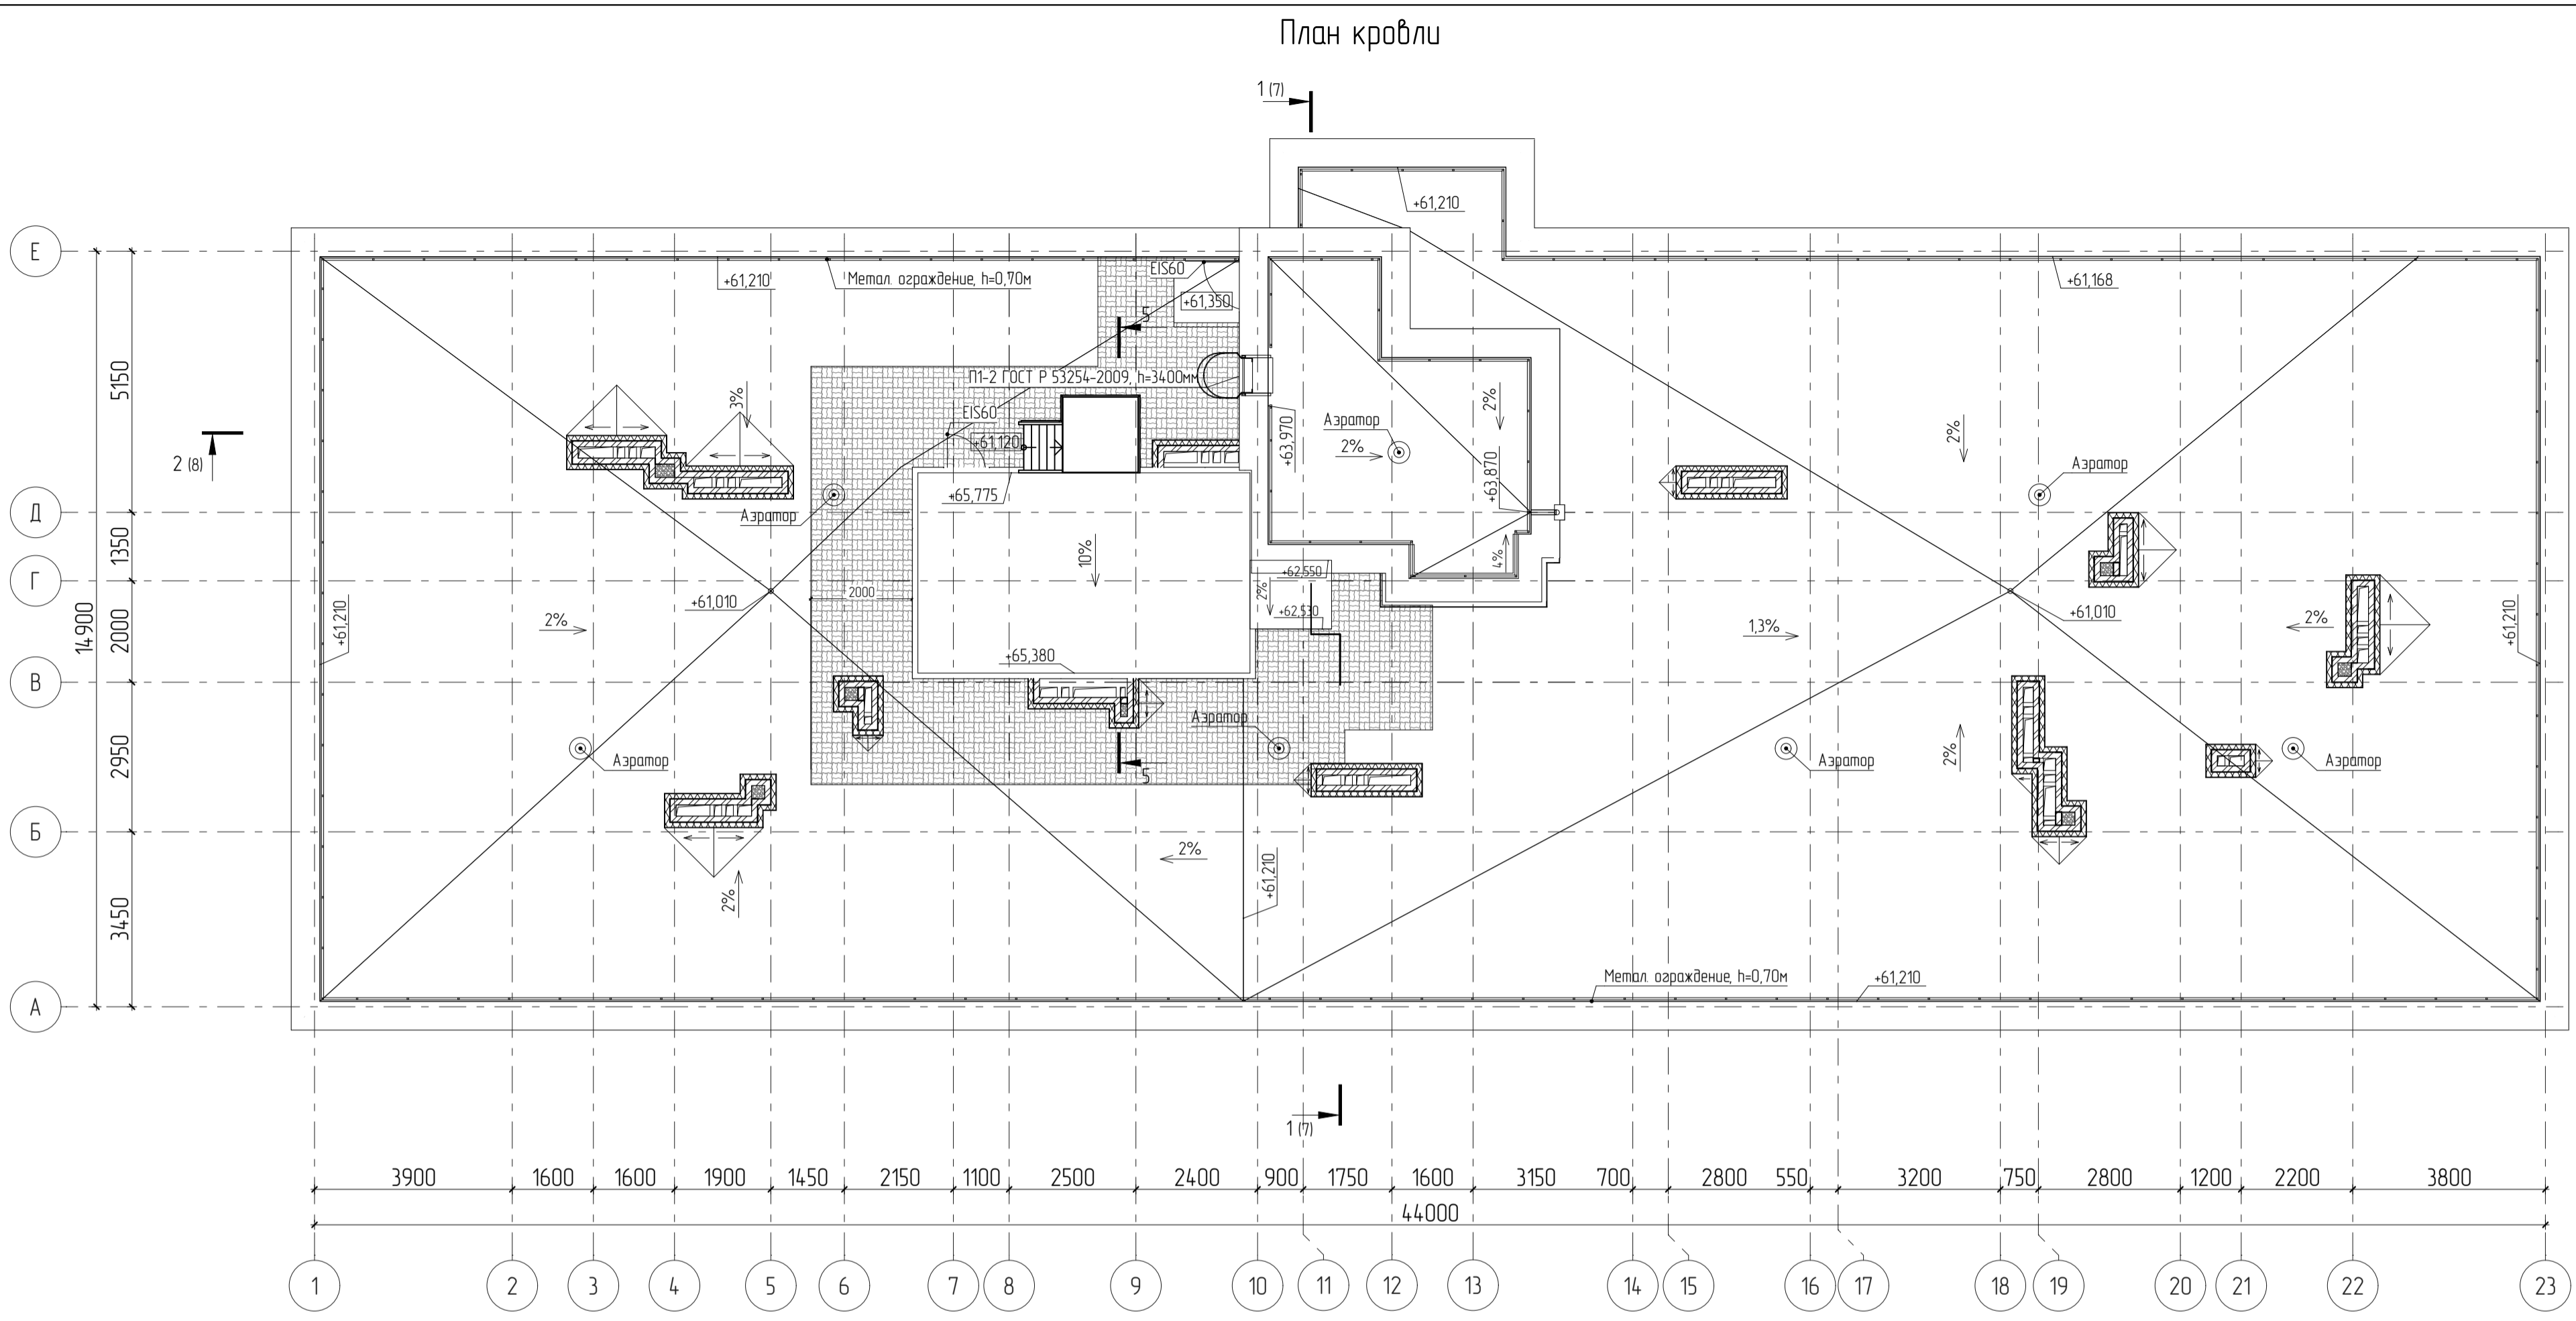 План кровли
1 (7)
+61,210
Е
+61,210
Метал. ограждение, h=0,70м
EIS60
+61,350
+61,168
5
П1-2 ГОСТ Р 53254-2009, h=3400мм
5150
3%
2%
EIS60
+61,120
Аэратор
2%
+63,970
2%
2 (8)
+63,870
Аэратор
+65,775
Аэратор
Д
1350
10%
4%
Г
+62,550
2%
+62,530
2000
+61,010
+61,010
14900
2000
+61,210
2%
1,3%
2%
+61,210
+65,380
В
Аэратор
2950
Аэратор
5
Аэратор
2%
Аэратор
Б
2%
+61,210
2%
3450
Метал. ограждение, h=0,70м
+61,210
А
1 (7)
3900 1600 1600 1900 1450 2150 1100 2500 2400 900 1750 1600 3150 700 2800 550 3200 750 2800 1200 2200 3800
44000
1 2 3 4 5 6 7 8 9 10 11 12 13 14 15 16 17 18 19 20 21 22 23